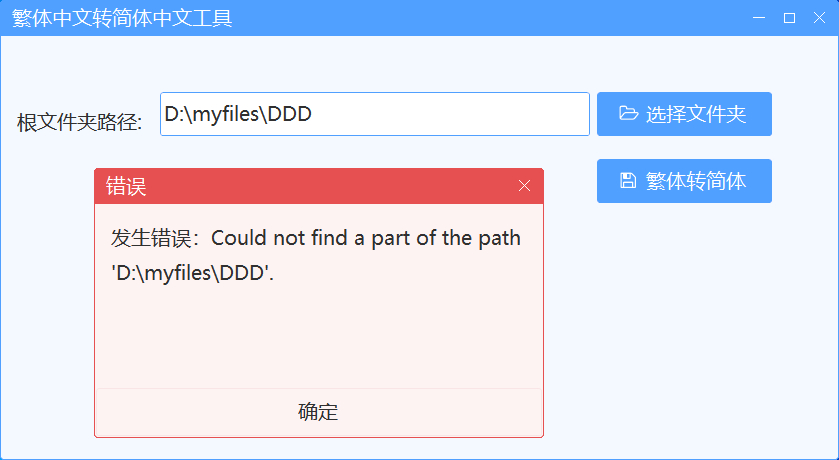 繁体中文转简体中文工具
根文件夹路径:
D:\myfiles\DDD
选择文件夹
繁体转简体
错误
发生错误：Could not find a part of the path
'D:\myfiles\DDD'.
确定